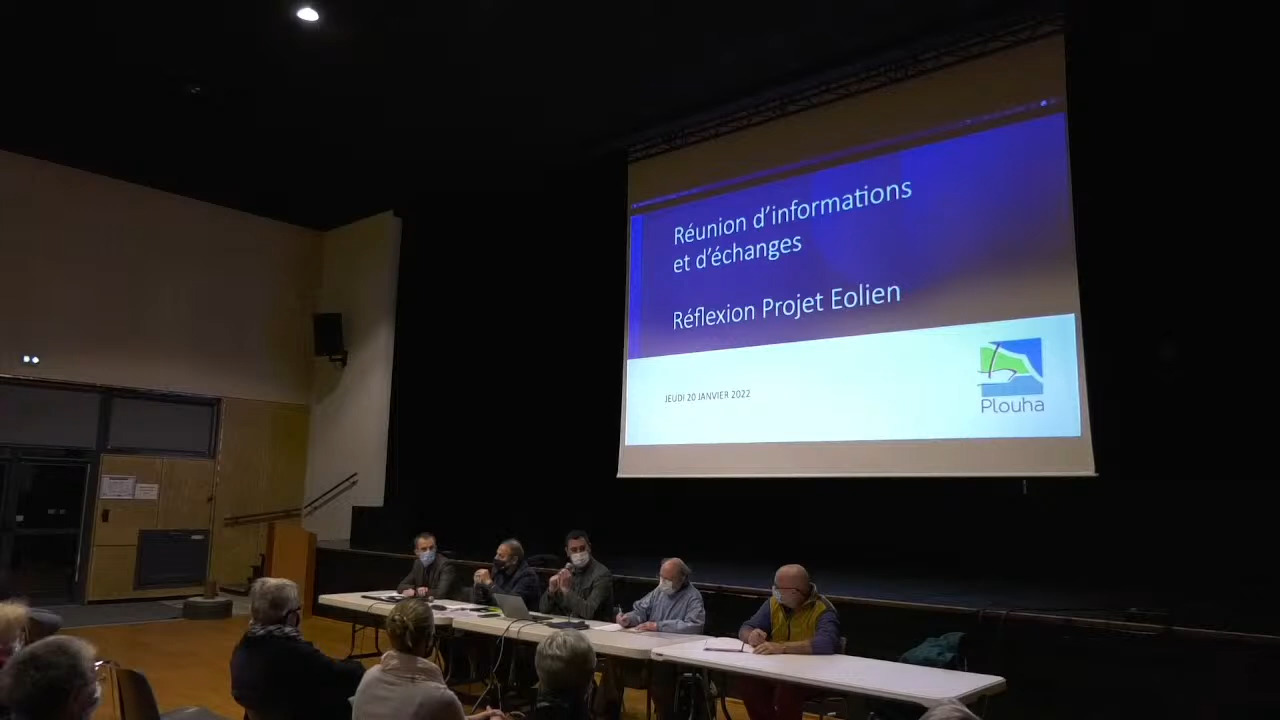 Réunion d'informations
et d'échanges
Réflexion Projet Eolien
JEUDI 20 JANVIER 2022
Plouha